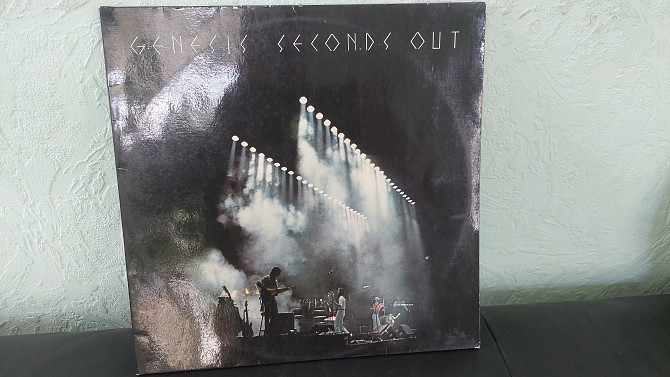 GENESIS SECONDS OUT